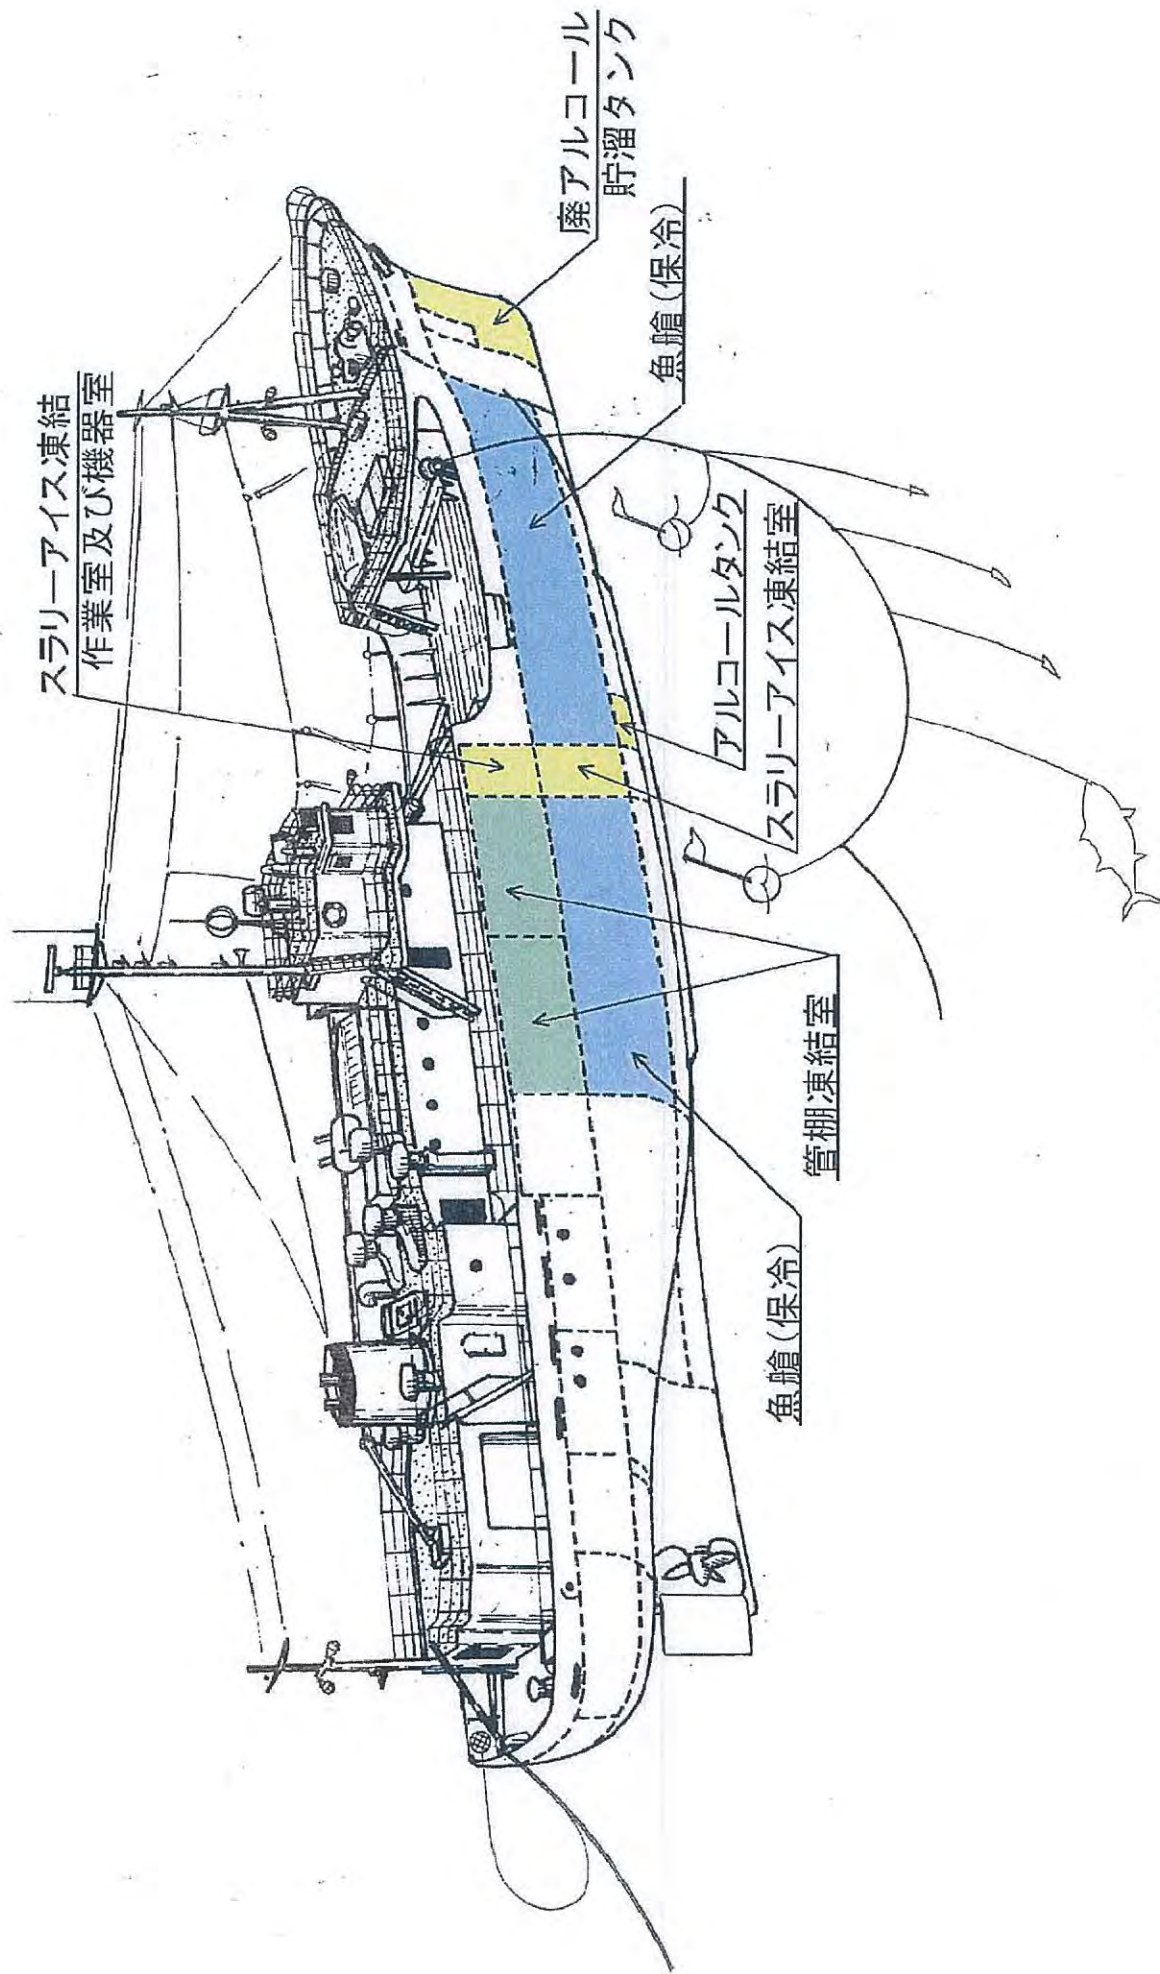 スラリーアイス凍結
作業室及び機器室
廃アルコール
貯溜タンク
魚艙(保冷)
アルコールタンク
スラリーアイス凍結室
管棚凍結室
魚艙(保冷)